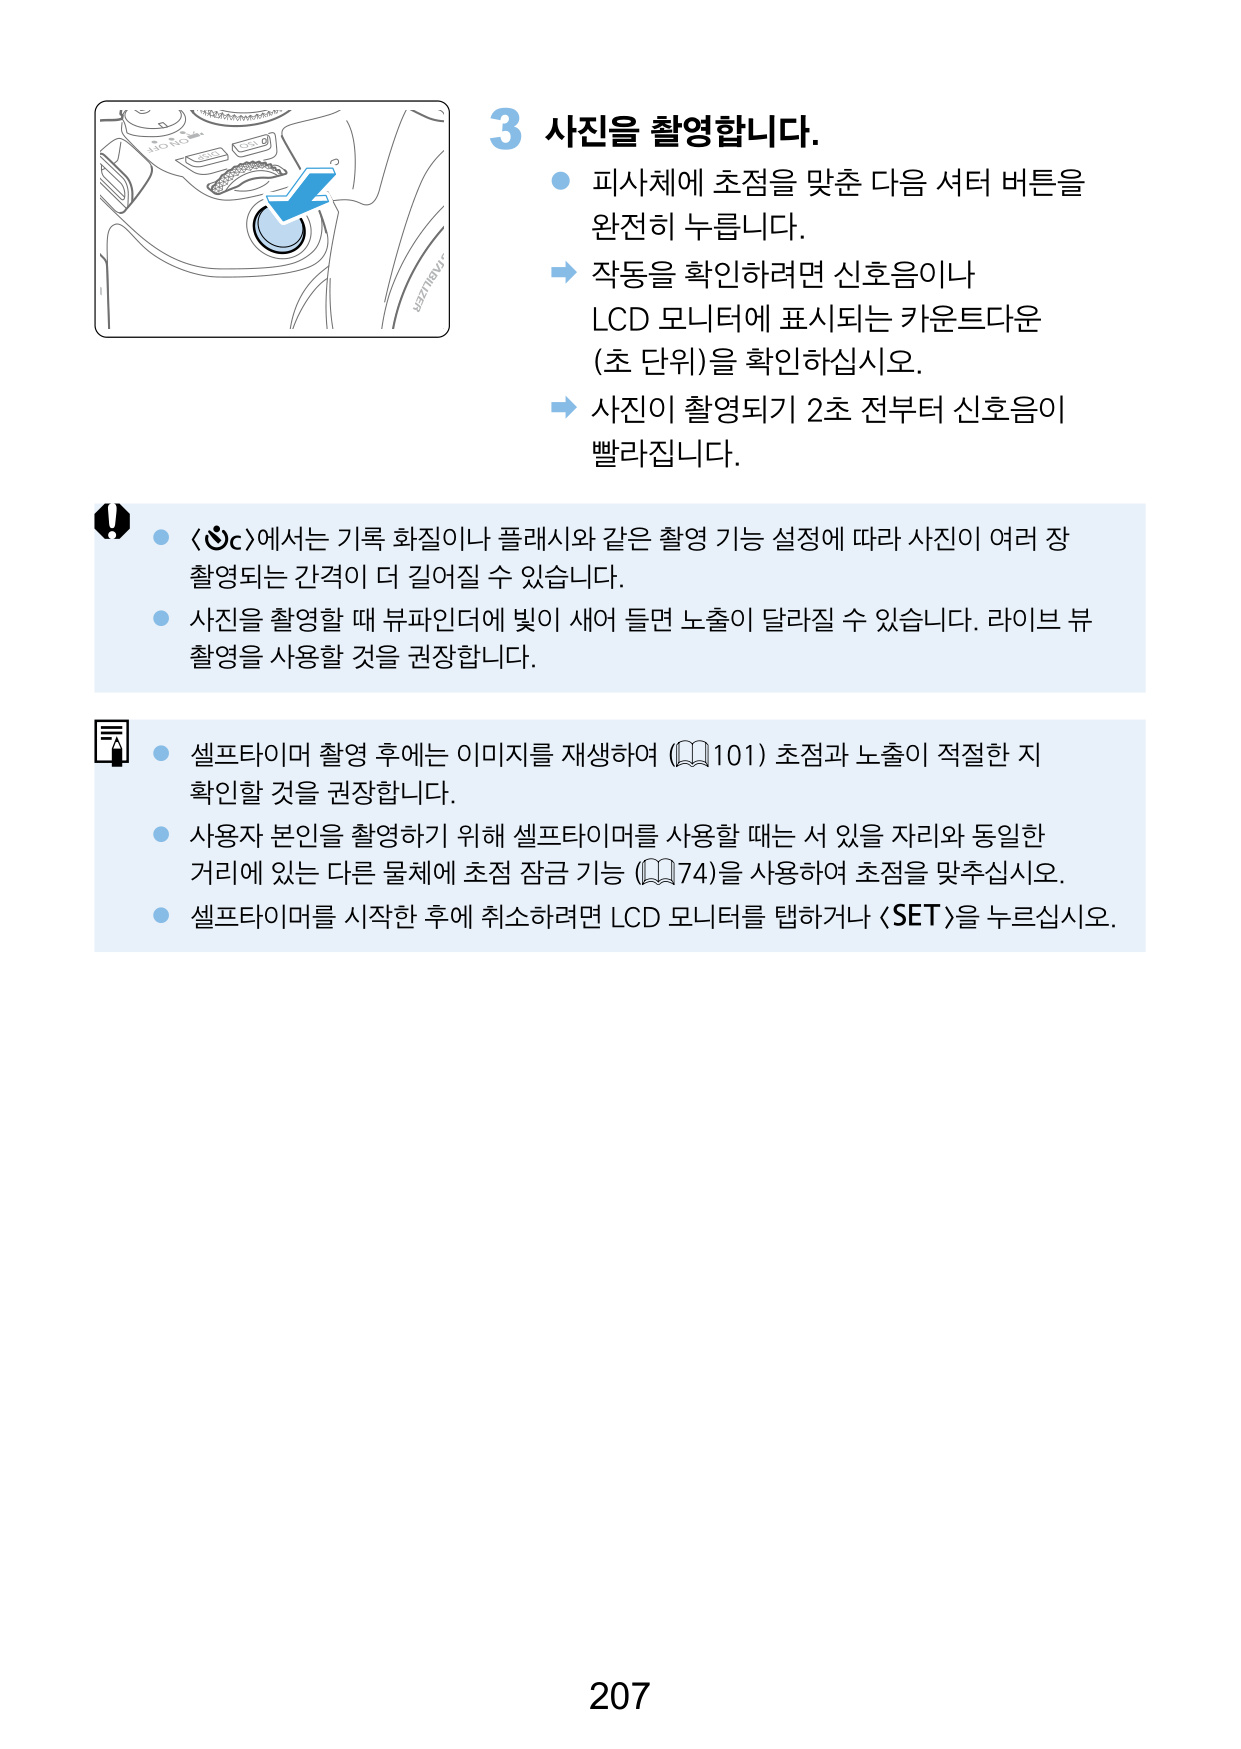 3 사진을 촬영합니다.
● 피사체에 초점을 맞춘 다음 셔터 버튼을
완전히 누릅니다.
➡ 작동을 확인하려면 신호음이나
LCD 모니터에 표시되는 카운트다운
(초 단위)을 확인하십시오.
➡ 사진이 촬영되기 2초 전부터 신호음이
빨라집니다.
ON
OFF
DISP
ISO
STABILIZER
● <c>에서는 기록 화질이나 플래시와 같은 촬영 기능 설정에 따라 사진이 여러 장
촬영되는 간격이 더 길어질 수 있습니다.
● 사진을 촬영할 때 뷰파인더에 빛이 새어 들면 노출이 달라질 수 있습니다. 라이브 뷰
촬영을 사용할 것을 권장합니다.
● 셀프타이머 촬영 후에는 이미지를 재생하여 (101) 초점과 노출이 적절한 지
확인할 것을 권장합니다.
● 사용자 본인을 촬영하기 위해 셀프타이머를 사용할 때는 서 있을 자리와 동일한
거리에 있는 다른 물체에 초점 잠금 기능 (74)을 사용하여 초점을 맞추십시오.
● 셀프타이머를 시작한 후에 취소하려면 LCD 모니터를 탭하거나 <SET>을 누르십시오.
207